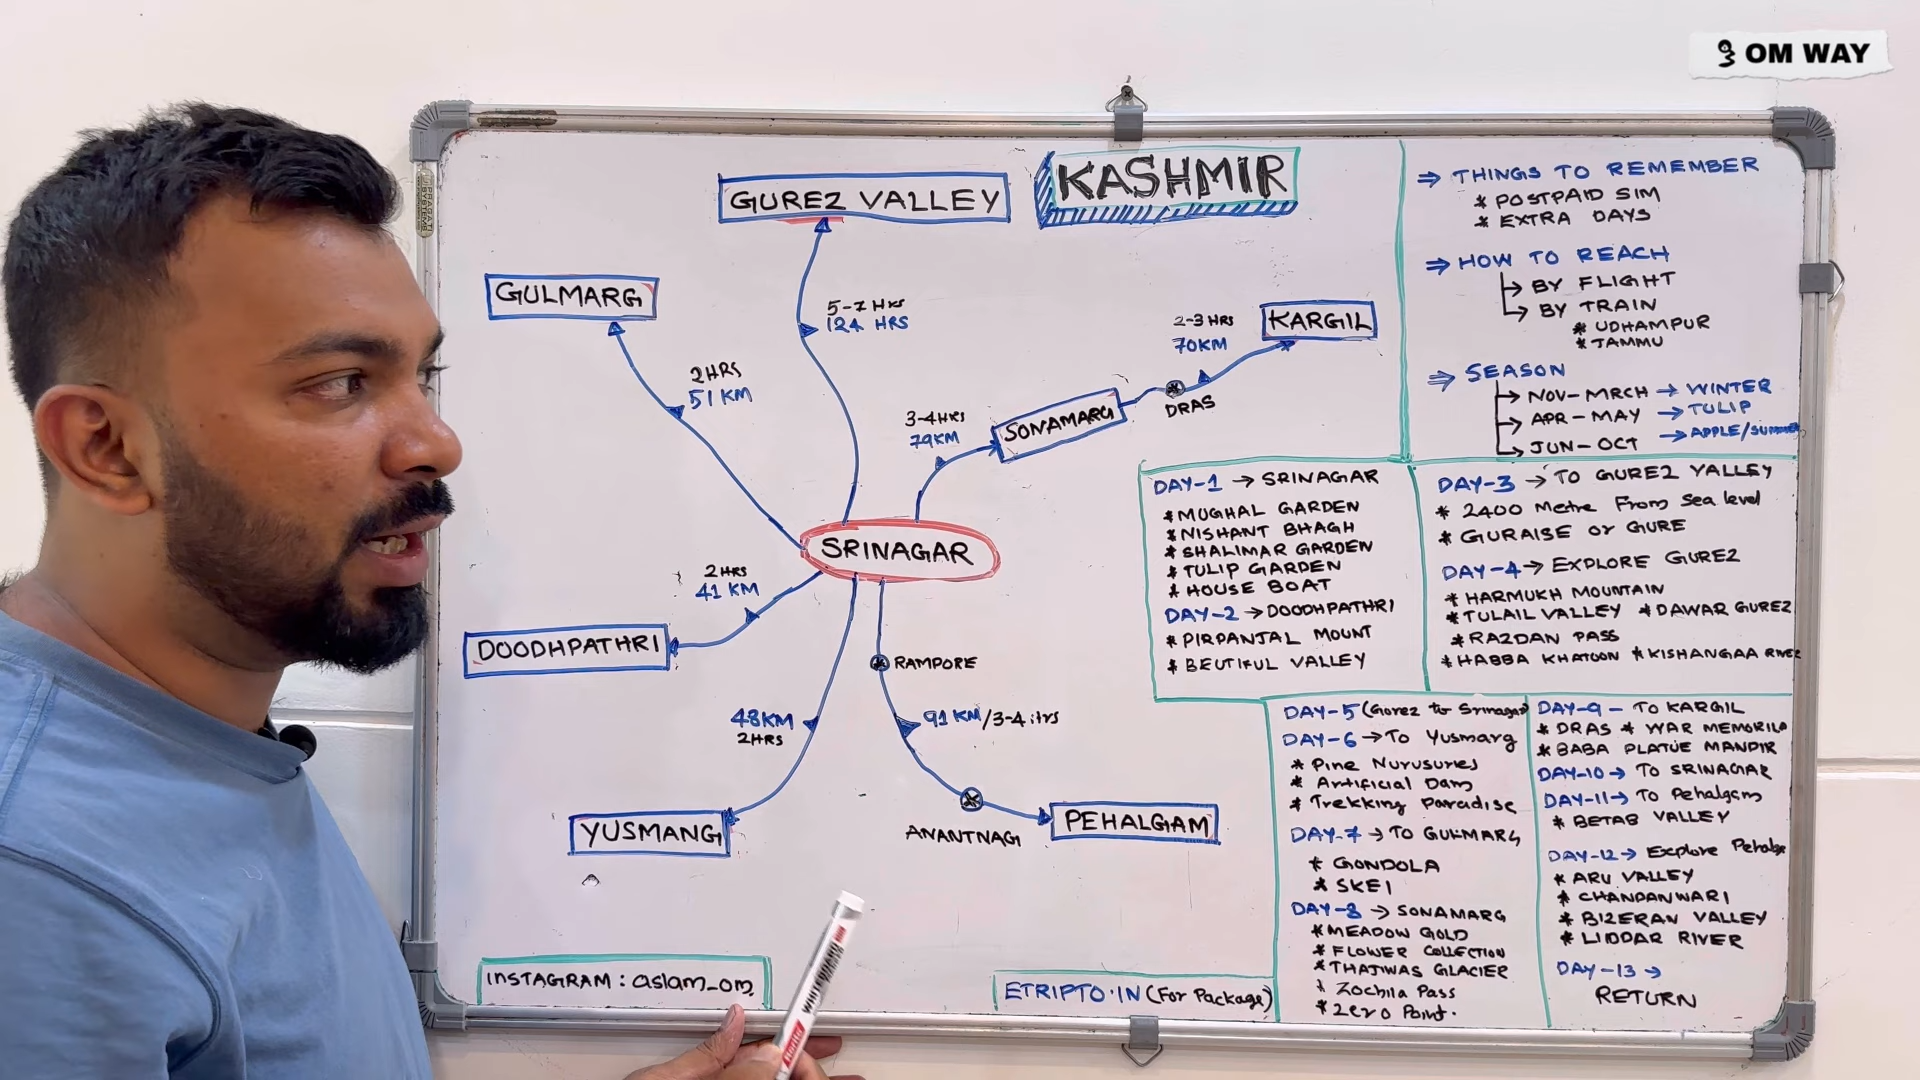 OM WAY
KASHMIR
GUREZ VALLEY
GULMARG
5-7 HRS
124 HRS
2HRS
51 KM
2-3 HRS
70KM
KARGIL
DRAS
3-4HRS
79KM
SONAMARG
SRINAGAR
2HRS
41 KM
DOODHPATHRI
RAMPORE
48KM
2HRS
91 KM/3-4 Hrs
YUSMANG
ANANTNAG
PEHALGAM
INSTAGRAM : aslam_om
ETRIPTO.IN (For Package)
⇒ THINGS TO REMEMBER
* POSTPAID SIM
* EXTRA DAYS
⇒ HOW TO REACH
→ BY FLIGHT
→ BY TRAIN
* UDHAMPUR
* JAMMU
⇒ SEASON
→ NOV-MRCH → WINTER
→ APR-MAY → TULIP
→ JUN-OCT → APPLE/SUMMER
DAY-1 → SRINAGAR
* MUGHAL GARDEN
* NISHANT BHAGH
* SHALIMAR GARDEN
* TULIP GARDEN
* HOUSE BOAT
DAY-2 → DOODHPATHRI
* PIRPANJAL MOUNT
* BEUTIFUL VALLEY
DAY-3 → TO GUREZ VALLEY
* 2400 Metre From Sea level
* GURAISE or GURE
DAY-4 → EXPLORE GUREZ
* HARMUKH MOUNTAIN
* TULAIL VALLEY * DAWAR GUREZ
* RAZDAN PASS
* HABBA KHATOON * KISHANGAA RIVER
DAY-5 (Gurez to Srinagar)
DAY-6 → To Yusmarg
* Pine Nurusuries
* Artificial Dam
* Trekking Paradise
DAY-7 → TO GULMARG
* GONDOLA
* SKEI
DAY-8 → SONAMARG
* MEADOW GOLD
* FLOWER COLLECTION
* THAJIWAS GLACIER
* Zochila Pass
* Zero Point.
DAY-9 - TO KARGIL
* DRAS * WAR MEMORILA
* BABA PLATUE MANDIR
DAY-10 → TO SRINAGAR
DAY-11 → To Pehalgam
* BETAB VALLEY
DAY-12 → Explore Pehalga
* ARU VALLEY
* CHANDANWARI
* BIZERAN VALLEY
* LIDDAR RIVER
DAY-13 →
RETURN
PRAGATI
SYSTEMS
WHITEBOARD